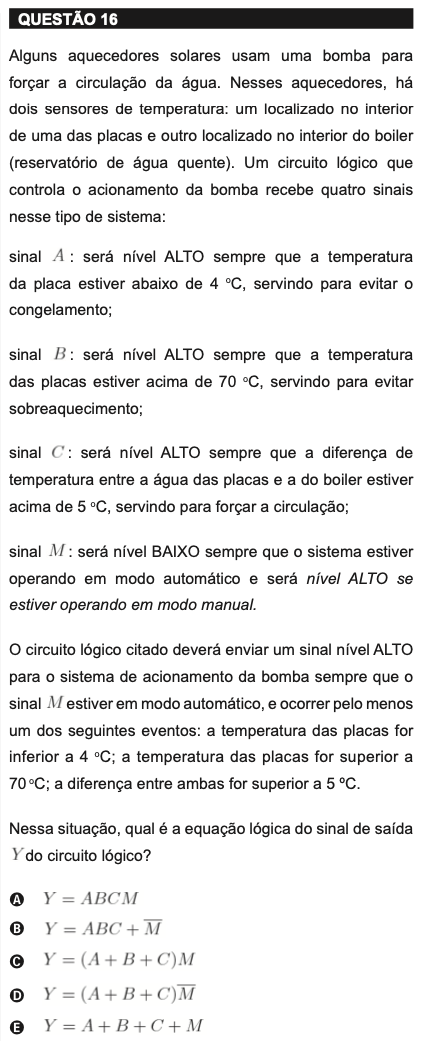 QUESTÃO 16
Alguns aquecedores solares usam uma bomba para
forçar a circulação da água. Nesses aquecedores, há
dois sensores de temperatura: um localizado no interior
de uma das placas e outro localizado no interior do boiler
(reservatório de água quente). Um circuito lógico que
controla o acionamento da bomba recebe quatro sinais
nesse tipo de sistema:
sinal A : será nível ALTO sempre que a temperatura
da placa estiver abaixo de 4 ºC, servindo para evitar o
congelamento;
sinal B : será nível ALTO sempre que a temperatura
das placas estiver acima de 70 ºC, servindo para evitar
sobreaquecimento;
sinal C : será nível ALTO sempre que a diferença de
temperatura entre a água das placas e a do boiler estiver
acima de 5 ºC, servindo para forçar a circulação;
sinal M : será nível BAIXO sempre que o sistema estiver
operando em modo automático e será nível ALTO se
estiver operando em modo manual.
O circuito lógico citado deverá enviar um sinal nível ALTO
para o sistema de acionamento da bomba sempre que o
sinal M estiver em modo automático, e ocorrer pelo menos
um dos seguintes eventos: a temperatura das placas for
inferior a 4 ºC; a temperatura das placas for superior a
70 ºC; a diferença entre ambas for superior a 5 ºC.
Nessa situação, qual é a equação lógica do sinal de saída
Y do circuito lógico?
A Y = ABCM
B Y = ABC + M̅
C Y = (A + B + C)M
D Y = (A + B + C)M̅
E Y = A + B + C + M